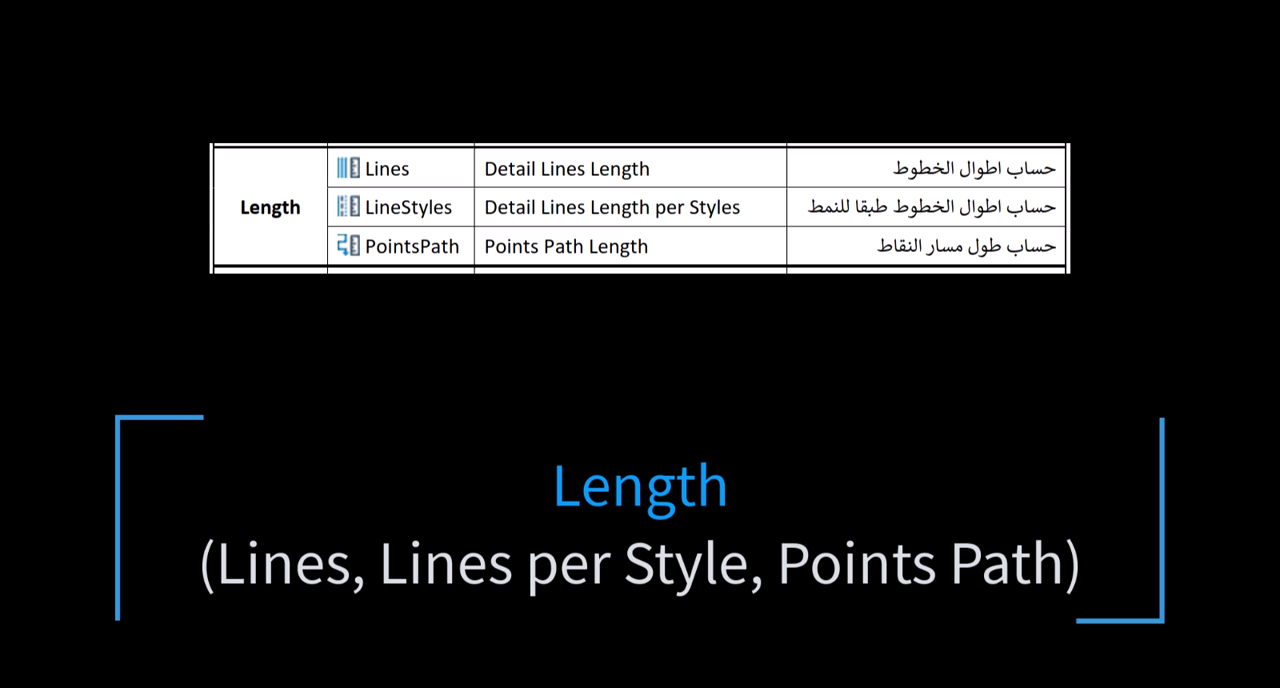 Lines Detail Lines Length حساب اطوال الخطوط
Length LineStyles Detail Lines Length per Styles حساب اطوال الخطوط طبقا للنمط
PointsPath Points Path Length حساب طول مسار النقاط
Length
(Lines, Lines per Style, Points Path)